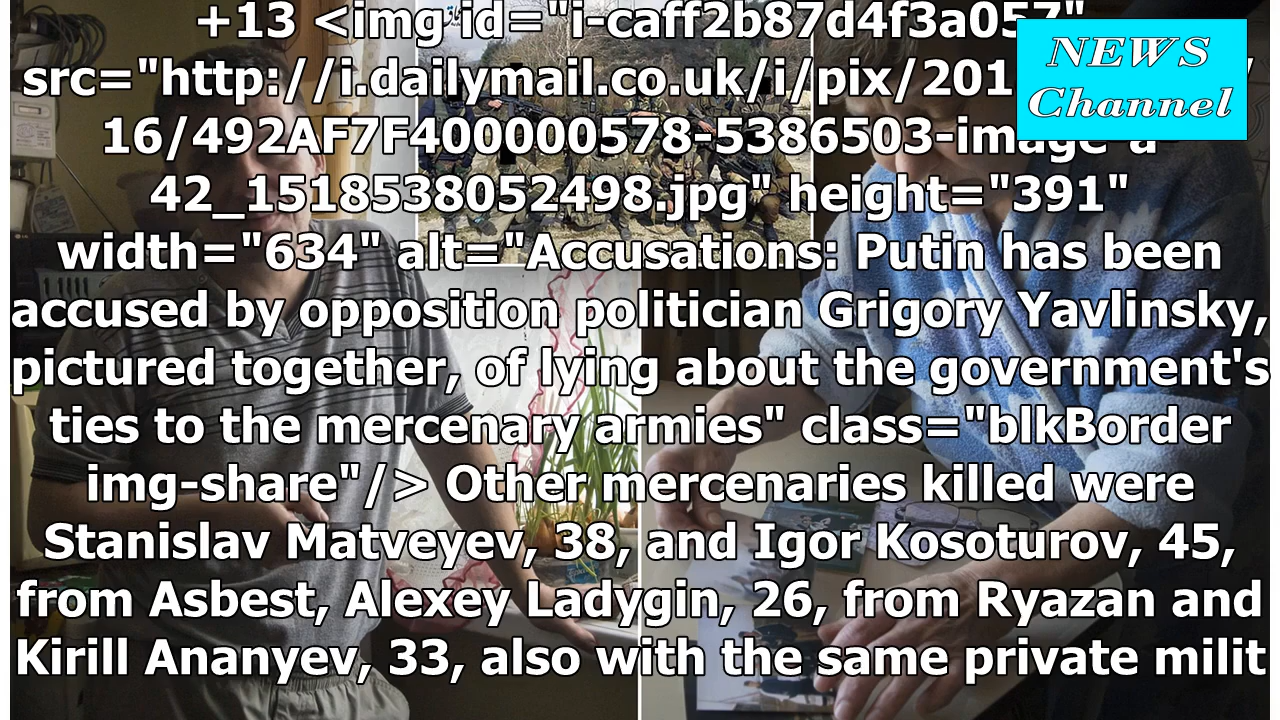 +13 <img id="i-caff2b87d4f3a057"
src="http://i.dailymail.co.uk/i/pix/201
16/492AF7F400000578-5386503-image-a-
42_1518538052498.jpg" height="391"
width="634" alt="Accusations: Putin has been
accused by opposition politician Grigory Yavlinsky,
pictured together, of lying about the government's
ties to the mercenary armies" class="blkBorder
img-share"/> Other mercenaries killed were
Stanislav Matveyev, 38, and Igor Kosoturov, 45,
from Asbest, Alexey Ladygin, 26, from Ryazan and
Kirill Ananyev, 33, also with the same private milit
NEWS
Channel